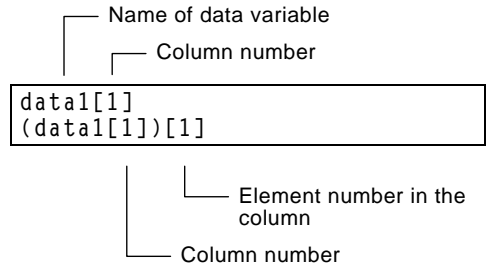 Name of data variable
Column number
data1[1]
(data1[1])[1]
Element number in the
column
Column number